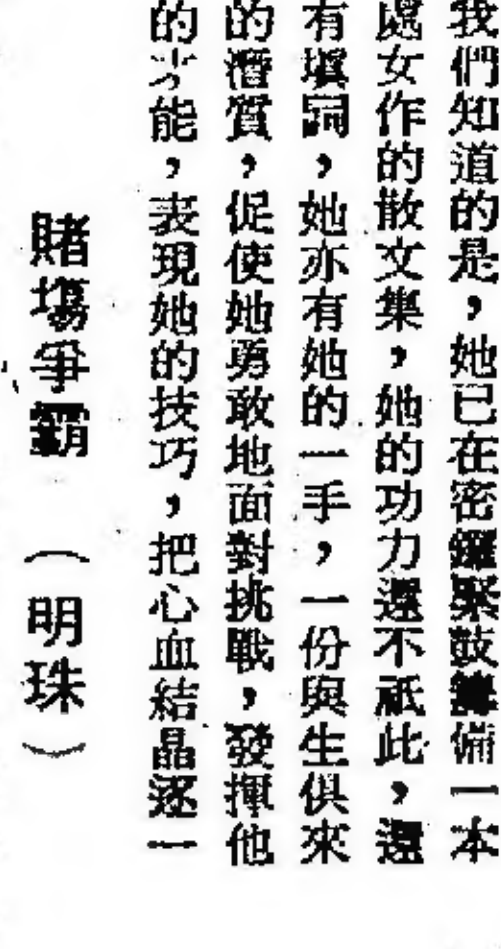 我們知道的是，她已在密鑼緊鼓籌備一本
處女作的散文集，她的功力還不祇此，還
有填詞，她亦有她的一手，一份與生俱來
的潛質，促使她勇敢地面對挑戰，發揮他
的才能，表現她的技巧，把心血結晶逐一
賭場爭霸（明珠）